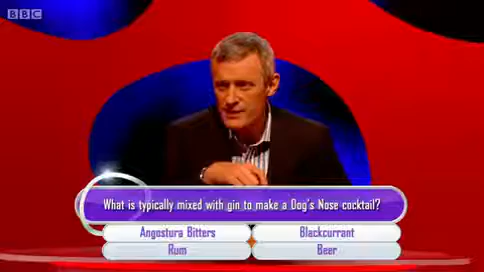 BBC
What is typically mixed with gin to make a Dog's Nose cocktail?
Angostura Bitters
Blackcurrant
Rum
Beer